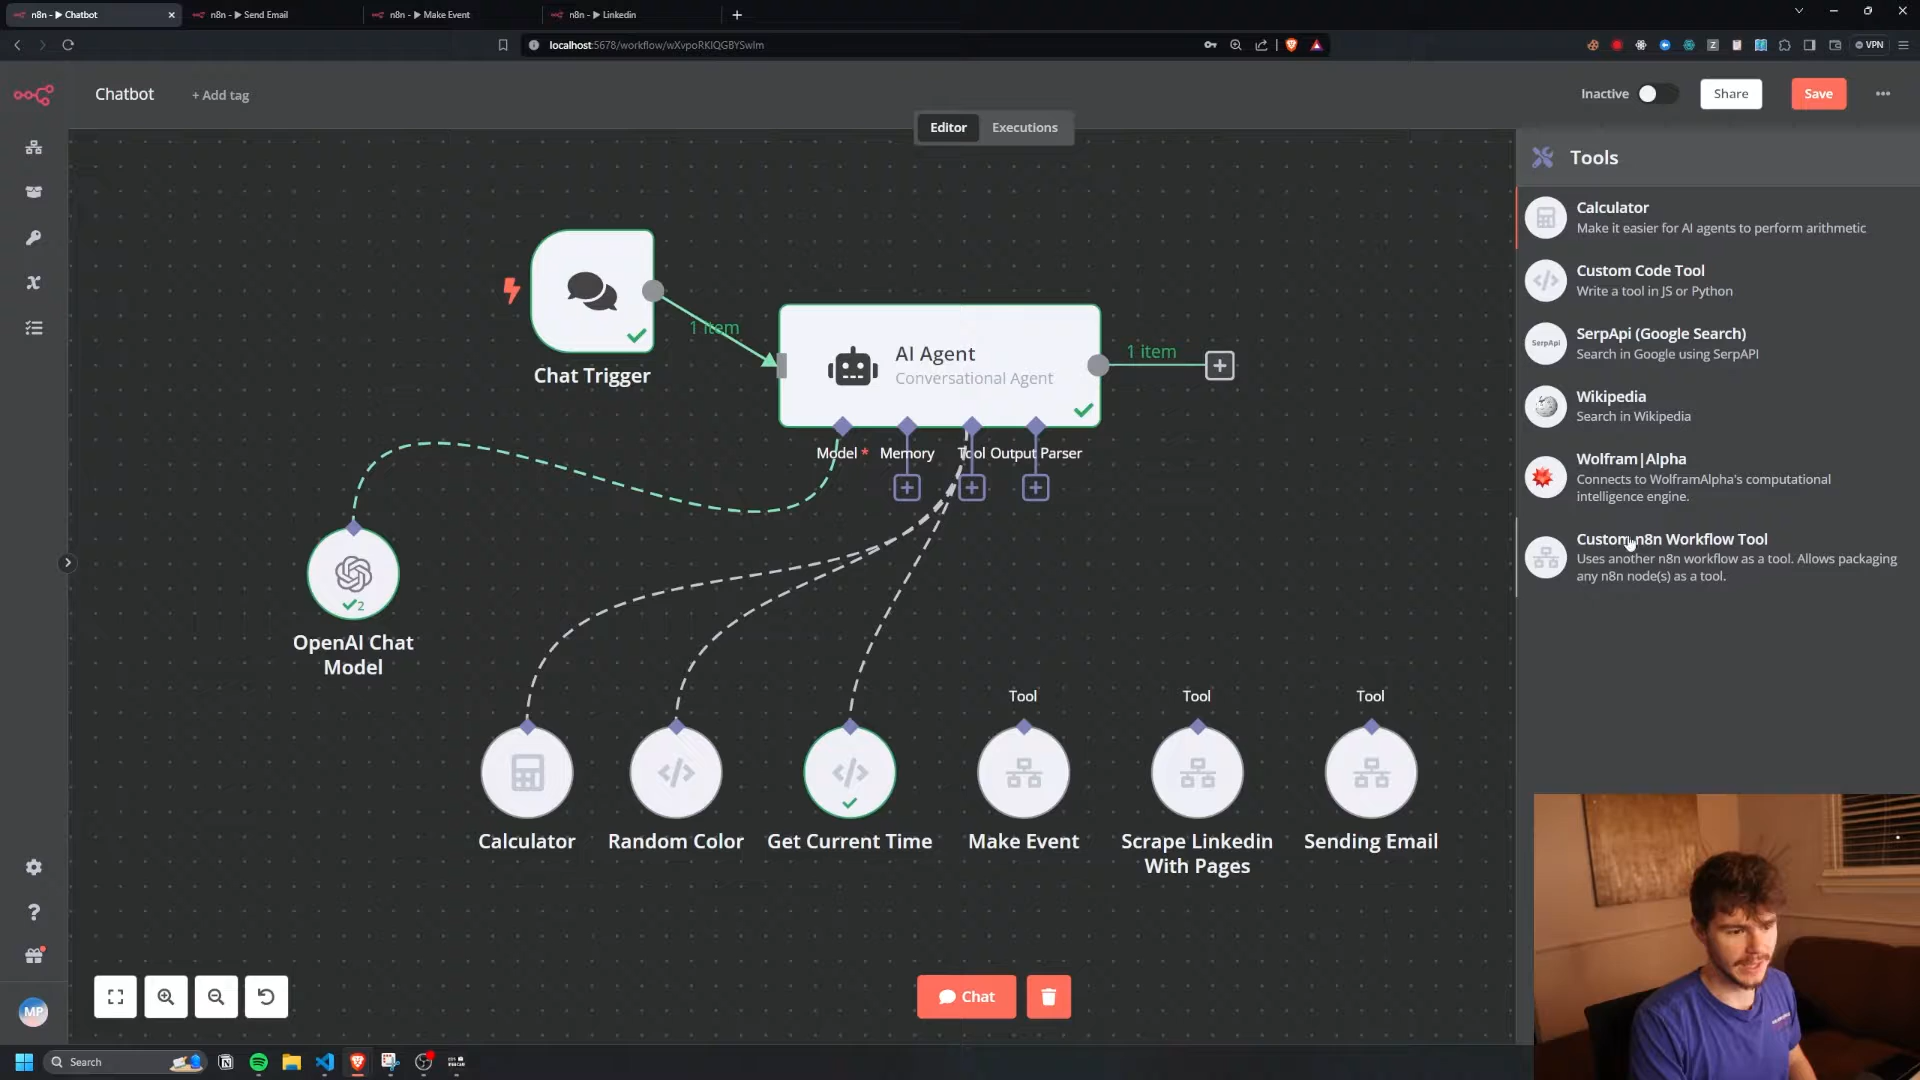 n8n - ▶ Chatbot
n8n - ▶ Send Email
n8n - ▶ Make Event
n8n - ▶ Linkedin
localhost:5678/workflow/wXvpoRKlQGBYSwlm
VPN
Chatbot
+ Add tag
Inactive
Share
Save
Editor
Executions
Tools
Calculator
Make it easier for AI agents to perform arithmetic
Custom Code Tool
Write a tool in JS or Python
SerpApi
SerpApi (Google Search)
Search in Google using SerpAPI
Wikipedia
Search in Wikipedia
Wolfram|Alpha
Connects to WolframAlpha's computational
intelligence engine.
Custom n8n Workflow Tool
Uses another n8n workflow as a tool. Allows packaging
any n8n node(s) as a tool.
1 item
Chat Trigger
AI Agent
Conversational Agent
1 item
Model *
Memory
Tool
Output Parser
2
OpenAI Chat
Model
Tool
Tool
Tool
Calculator
Random Color
Get Current Time
Make Event
Scrape Linkedin
With Pages
Sending Email
Chat
MP
Search